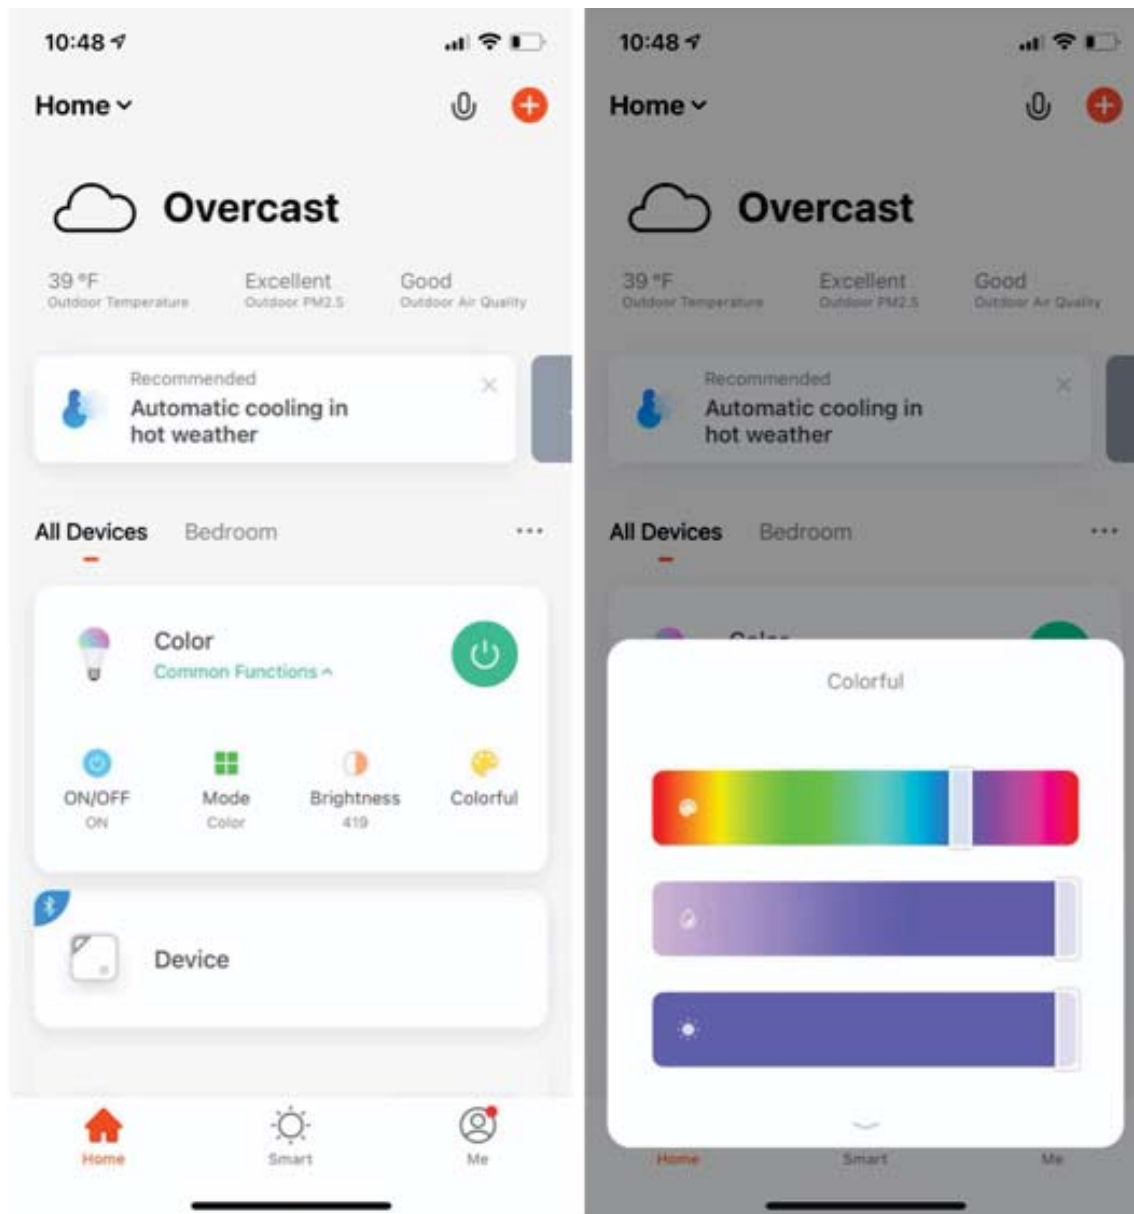 10:48
Home
Overcast
39 °F
Excellent
Good
Outdoor Temperature
Outdoor PM2.5
Outdoor Air Quality
Recommended
Automatic cooling in
hot weather
All Devices
Bedroom
Color
Common Functions
ON/OFF
Mode
Brightness
Colorful
ON
Color
419
Device
Home
Smart
Me
10:48
Home
Overcast
39 °F
Excellent
Good
Outdoor Temperature
Outdoor PM2.5
Outdoor Air Quality
Recommended
Automatic cooling in
hot weather
All Devices
Bedroom
Color
Colorful
Home
Smart
Me